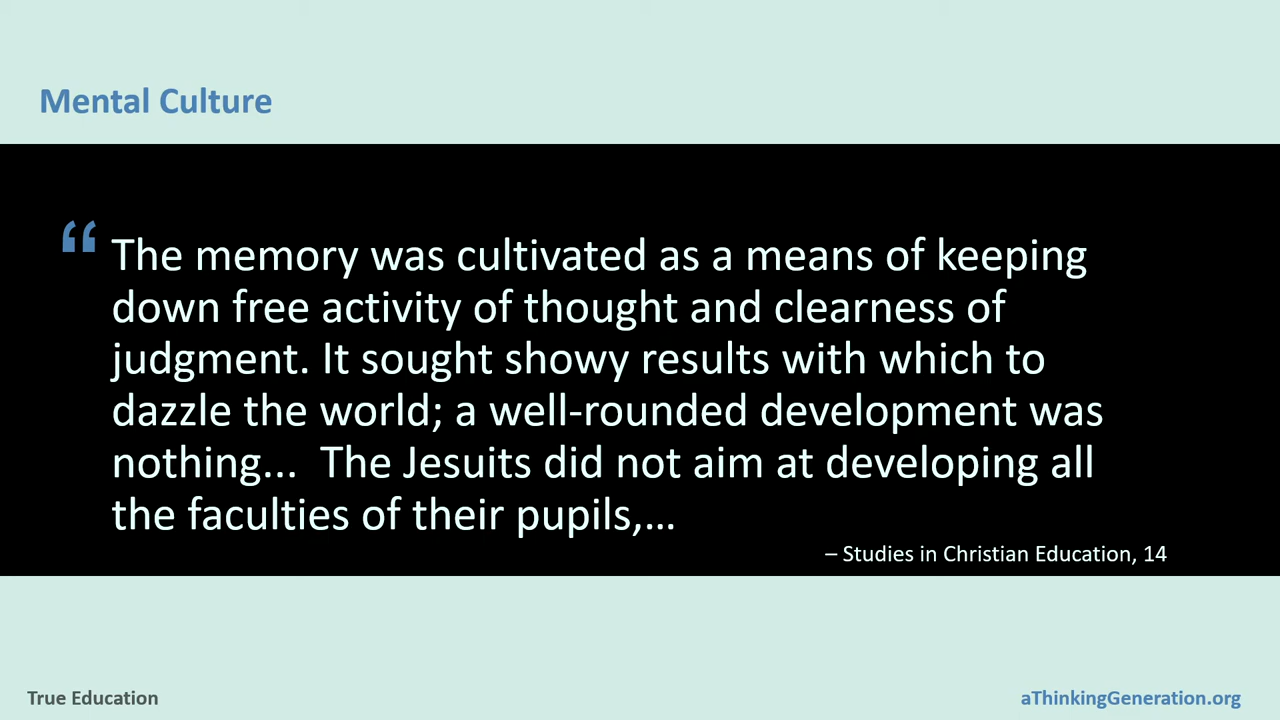 Mental Culture
“ The memory was cultivated as a means of keeping
down free activity of thought and clearness of
judgment. It sought showy results with which to
dazzle the world; a well-rounded development was
nothing... The Jesuits did not aim at developing all
the faculties of their pupils,...
– Studies in Christian Education, 14
True Education
aThinkingGeneration.org